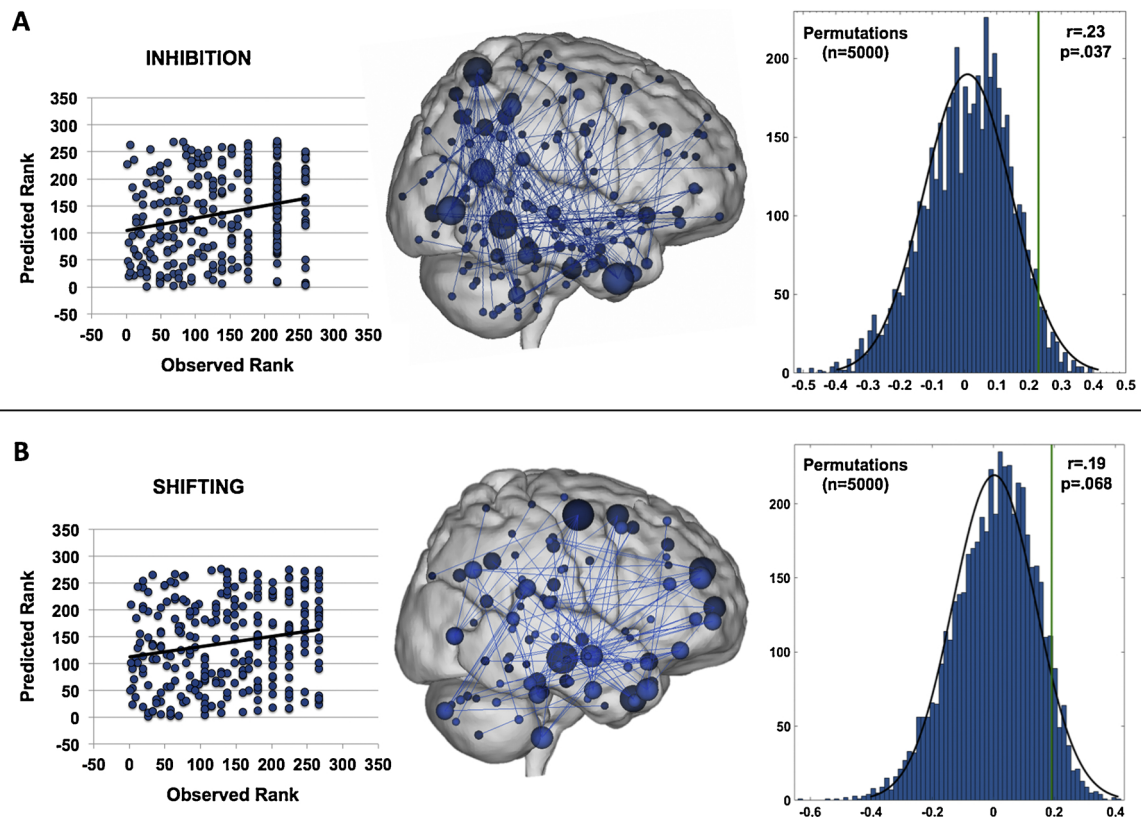 A
INHIBITION
350
300
250
200
150
100
50
0
-50
-50 0 50 100 150 200 250 300 350
Predicted Rank
Observed Rank
Permutations
(n=5000)
r=.23
p=.037
200
150
100
50
0
-0.5 -0.4 -0.3 -0.2 -0.1 0 0.1 0.2 0.3 0.4 0.5
B
SHIFTING
350
300
250
200
150
100
50
0
-50
-50 0 50 100 150 200 250 300 350
Predicted Rank
Observed Rank
Permutations
(n=5000)
r=.19
p=.068
200
150
100
50
0
-0.6 -0.4 -0.2 0 0.2 0.4